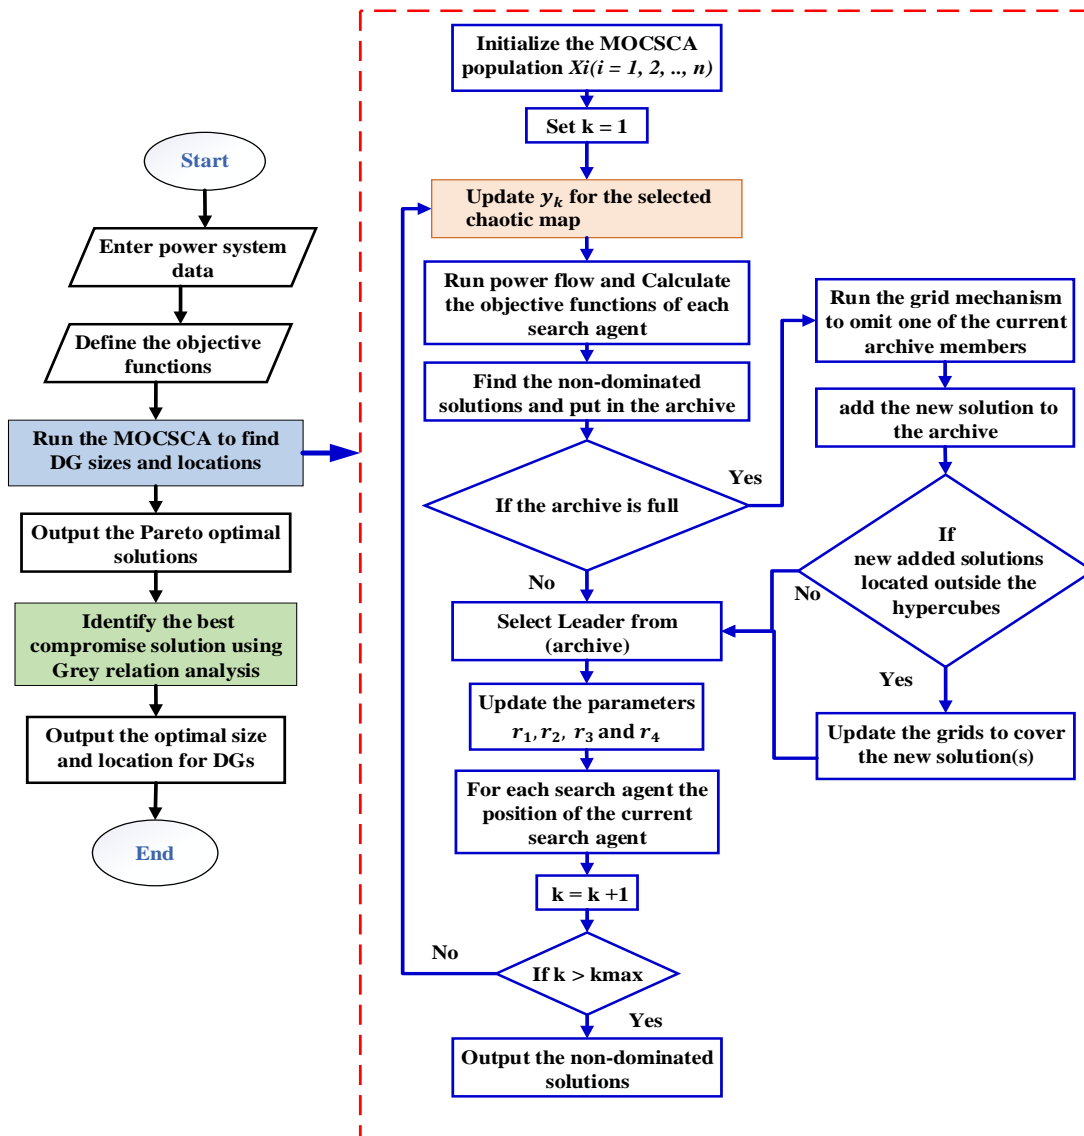 Start
Enter power system
data
Define the objective
functions
Run the MOCSCA to find
DG sizes and locations
Output the Pareto optimal
solutions
Identify the best
compromise solution using
Grey relation analysis
Output the optimal size
and location for DGs
End
Initialize the MOCSCA
population Xi(i = 1, 2, .., n)
Set k = 1
Update yₖ for the selected
chaotic map
Run power flow and Calculate
the objective functions of each
search agent
Find the non-dominated
solutions and put in the archive
If the archive is full
Yes
No
Run the grid mechanism
to omit one of the current
archive members
add the new solution to
the archive
If
new added solutions
located outside the
hypercubes
No
Yes
Update the grids to cover
the new solution(s)
Select Leader from
(archive)
Update the parameters
r₁, r₂, r₃ and r₄
For each search agent the
position of the current
search agent
k = k +1
If k > kmax
No
Yes
Output the non-dominated
solutions